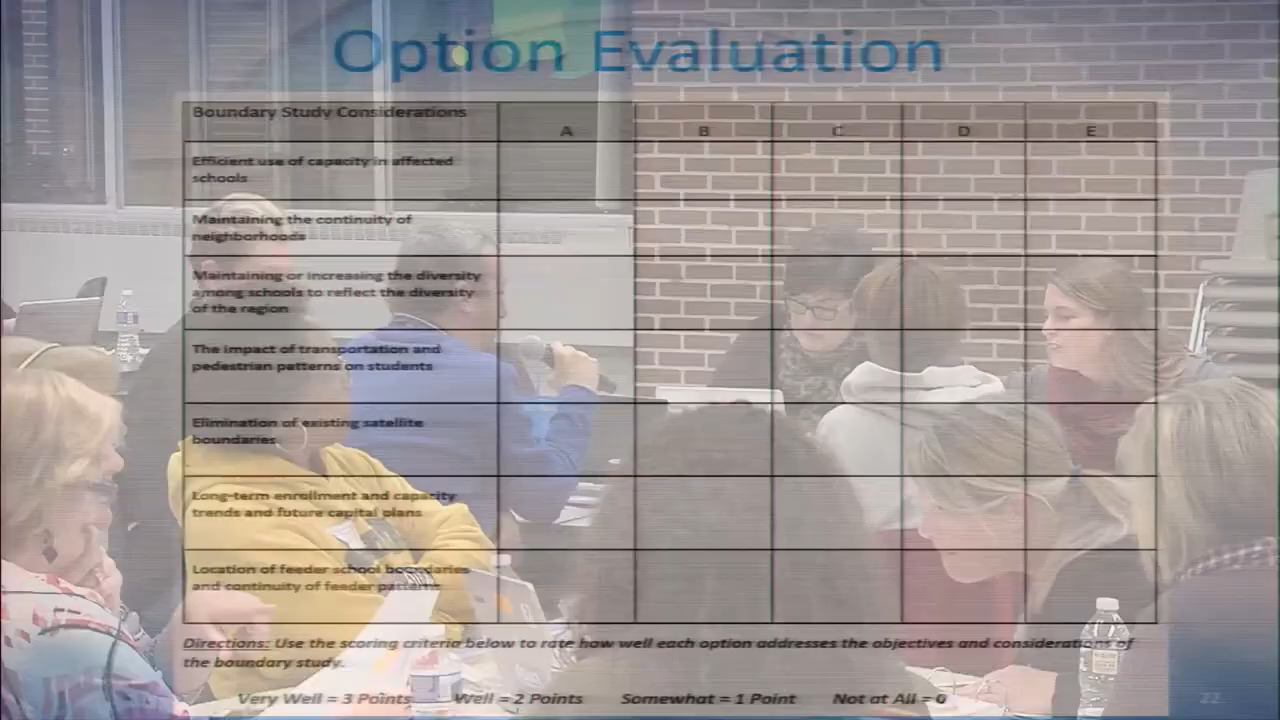 Option Evaluation
Boundary Study Considerations
A B C D E
Efficient use of capacity in affected
schools
Maintaining the continuity of
neighborhoods
Maintaining or increasing the diversity
among schools to reflect the diversity
of the region
The impact of transportation and
pedestrian patterns on students
Elimination of existing satellite
boundaries
Long-term enrollment and capacity
trends and future capital plans
Location of feeder school boundaries
and continuity of feeder patterns
Directions: Use the scoring criteria below to rate how well each option addresses the objectives and considerations of
the boundary study.
Very Well = 3 Points Well = 2 Points Somewhat = 1 Point Not at All = 0
22